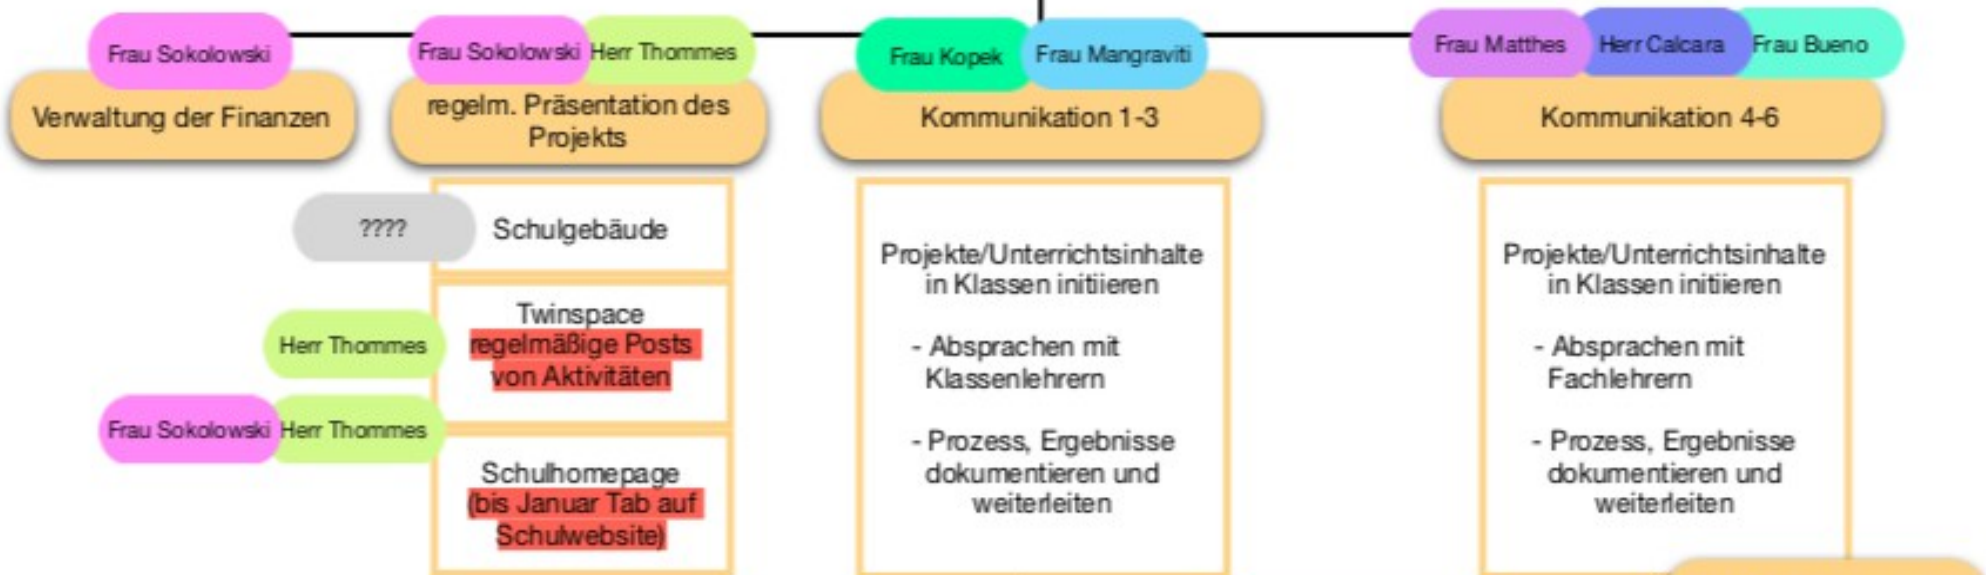 Frau Sokolowski
Verwaltung der Finanzen
Frau Sokolowski
Herr Thommes
regelm. Präsentation des
Projekts
????
Schulgebäude
Herr Thommes
Twinspace
regelmäßige Posts
von Aktivitäten
Frau Sokolowski
Herr Thommes
Schulhomepage
(bis Januar Tab auf
Schulwebsite)
Frau Kopek
Frau Mangraviti
Kommunikation 1-3
Projekte/Unterrichtsinhalte
in Klassen initiieren
- Absprachen mit
Klassenlehrern
- Prozess, Ergebnisse
dokumentieren und
weiterleiten
Frau Matthes
Herr Calcara
Frau Bueno
Kommunikation 4-6
Projekte/Unterrichtsinhalte
in Klassen initiieren
- Absprachen mit
Fachlehrern
- Prozess, Ergebnisse
dokumentieren und
weiterleiten